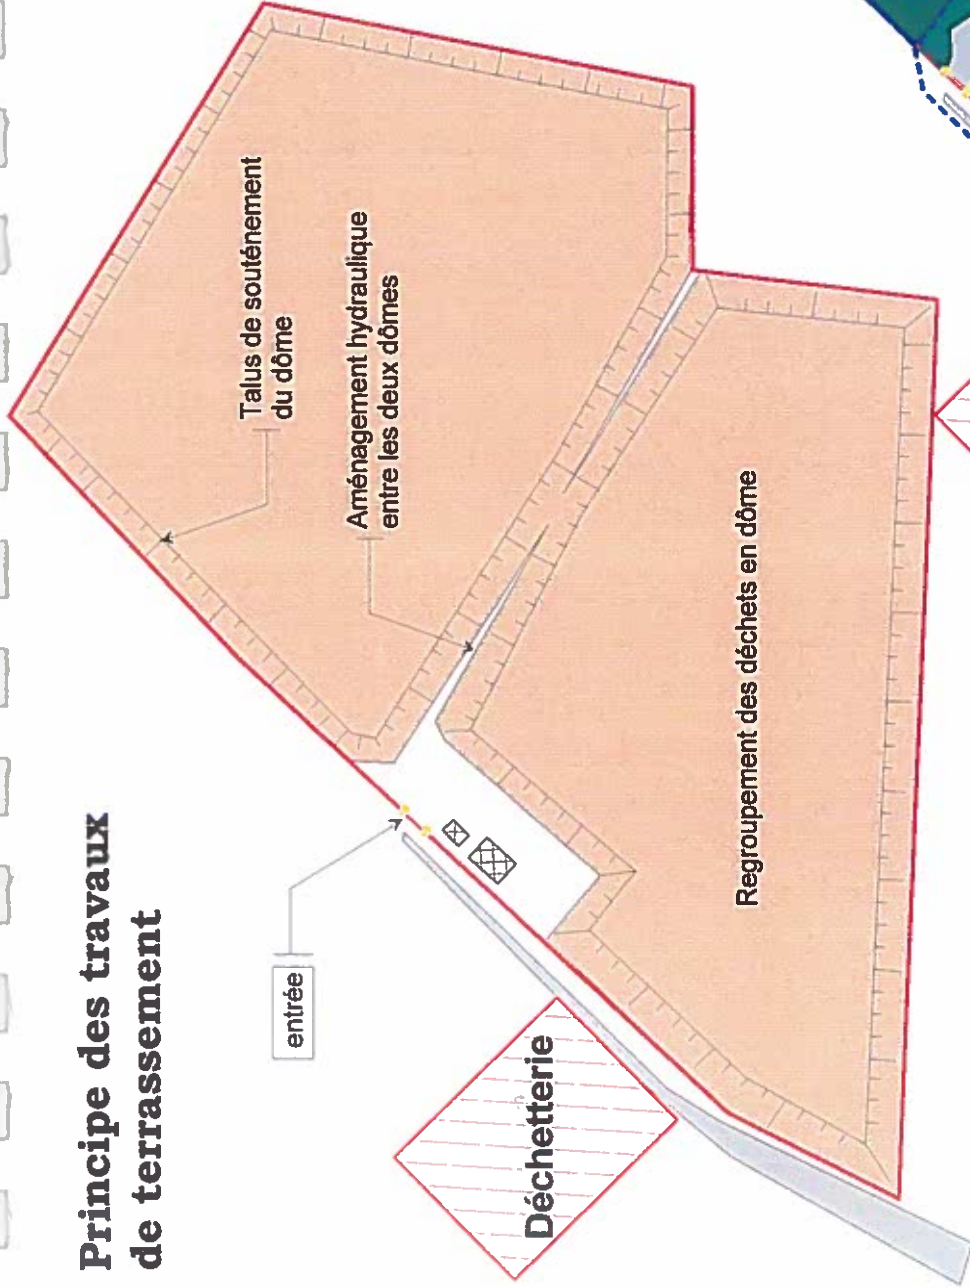 Principe des travaux
de terrassement
entrée
Talus de souténement
du dôme
Aménagement hydraulique
entre les deux dômes
Déchetterie
Regroupement des déchets en dôme